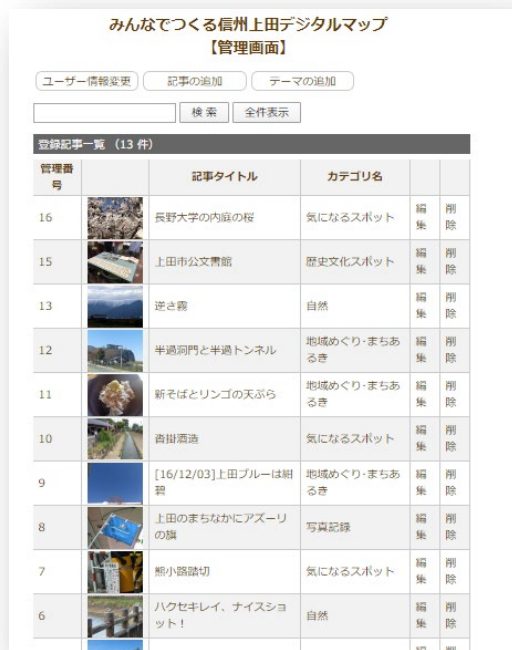 みんなでつくる信州上田デジタルマップ
【管理画面】
ユーザー情報変更 記事の追加 テーマの追加
検 索 全件表示
登録記事一覧 （13 件）
管理番
号
記事タイトル カテゴリ名
16 長野大学の内庭の桜 気になるスポット 編
集 削
除
15 上田市公文書館 歴史文化スポット 編
集 削
除
13 逆さ霧 自然 編
集 削
除
12 半過洞門と半過トンネル 地域めぐり･まちあ
るき 編
集 削
除
11 新そばとリンゴの天ぷら 地域めぐり･まちあ
るき 編
集 削
除
10 沓掛酒造 気になるスポット 編
集 削
除
9 [16/12/03]上田ブルーは紺
碧 地域めぐり･まちあ
るき 編
集 削
除
8 上田のまちなかにアズーリ
の旗 写真記録 編
集 削
除
7 熊小路踏切 気になるスポット 編
集 削
除
6 ハクセキレイ、ナイスショ
ット！ 自然 編
集 削
除